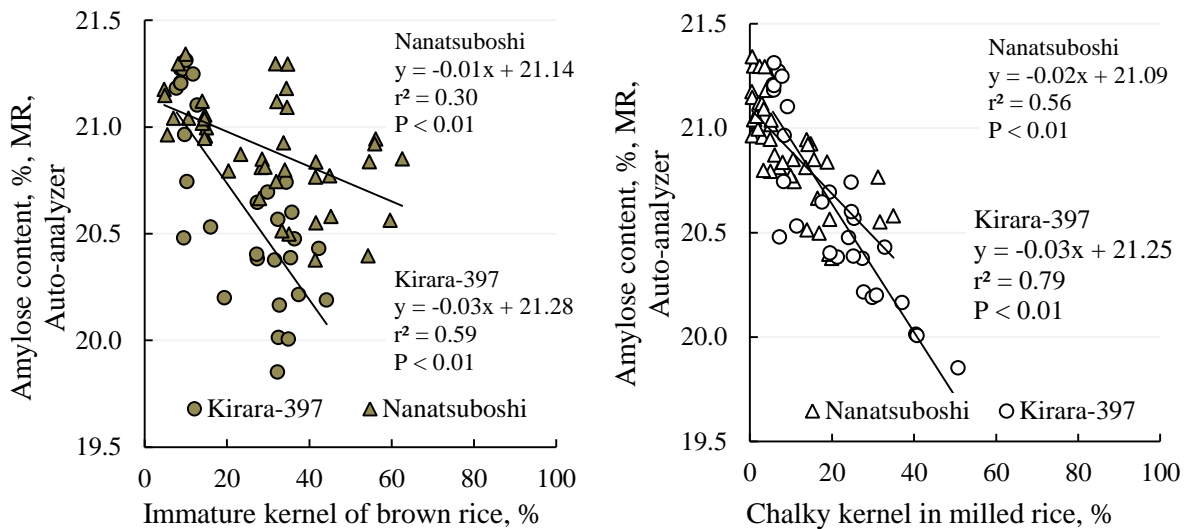 Amylose content, %, MR,
Auto-analyzer
21.5
21.0
20.5
20.0
19.5
Nanatsuboshi
y = -0.01x + 21.14
r² = 0.30
P < 0.01
Kirara-397
y = -0.03x + 21.28
r² = 0.59
P < 0.01
Kirara-397 Nanatsuboshi
0 20 40 60 80 100
Immature kernel of brown rice, %
Amylose content, %, MR,
Auto-analyzer
21.5
21.0
20.5
20.0
19.5
Nanatsuboshi
y = -0.02x + 21.09
r² = 0.56
P < 0.01
Kirara-397
y = -0.03x + 21.25
r² = 0.79
P < 0.01
Nanatsuboshi Kirara-397
0 20 40 60 80 100
Chalky kernel in milled rice, %